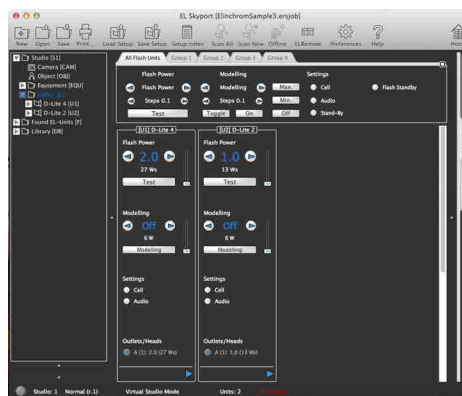 EL Skyport (ElinchromSample3.ersjob)
New Open Save Print... Load Setup Save Setup Setup notes Scan All Scan New Offline ELRemote Preferences Help Hom
Studio [St]
Camera [CAM]
Object [OBJ]
Equipment [EQU]
D-Lite 4 [U1]
D-Lite 2 [U2]
Found EL-Units [F]
Library [DB]
All Flash Units Group 1 Group 2 Group 3 Group 4
Flash Power Modelling Settings
Flash Power Modelling Max. Cell Flash Standby
Steps 0.1 Steps 0.1 Min. Audio
Test Toggle On Off Stand-By
[U1] D-Lite 4
Flash Power
2.0
27 Ws
Test
Modelling
Off
6 W
Modelling
Settings
Cell
Audio
Outlets/Heads
A (1): 2.0 (27 Ws)
[U2] D-Lite 2
Flash Power
1.0
13 Ws
Test
Modelling
Off
6 W
Modelling
Settings
Cell
Audio
Outlets/Heads
A (1): 1.0 (13 Ws)
Studio: 1 Normal (r.1) Virtual Studio Mode Units: 2